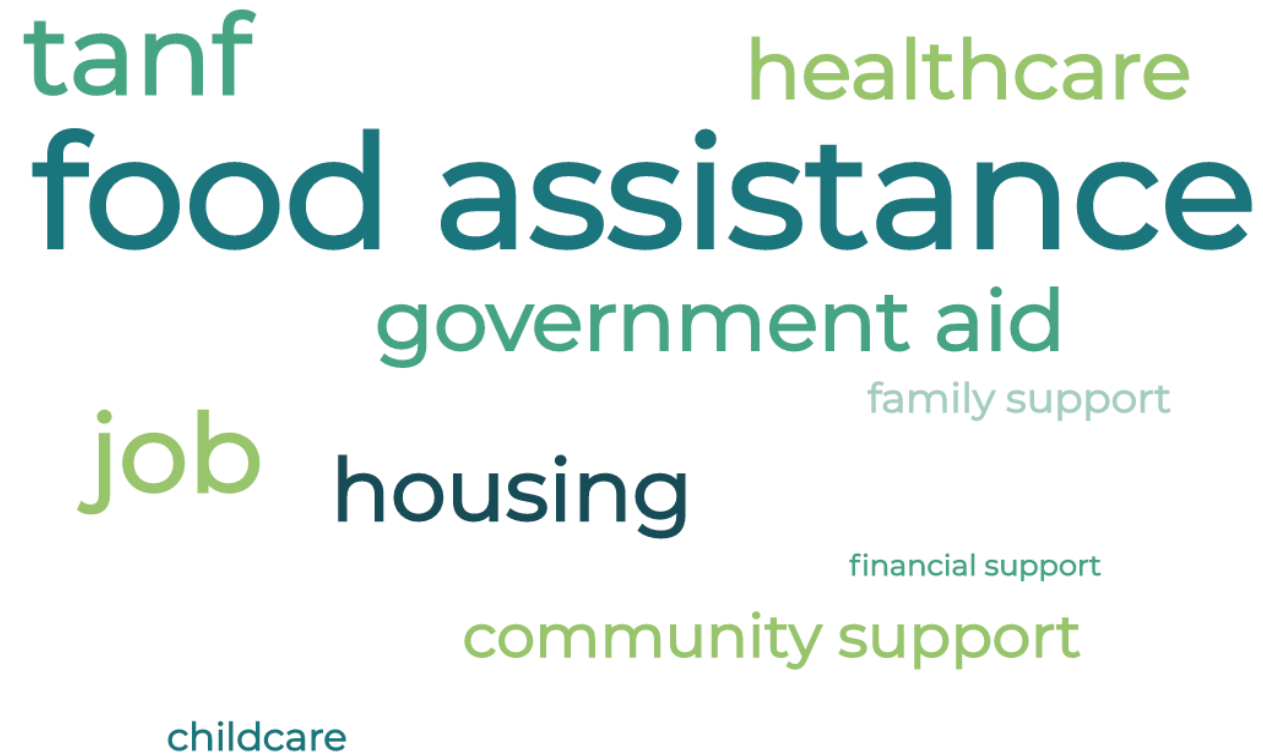 tanf
healthcare
food assistance
government aid
family support
job
housing
financial support
community support
childcare